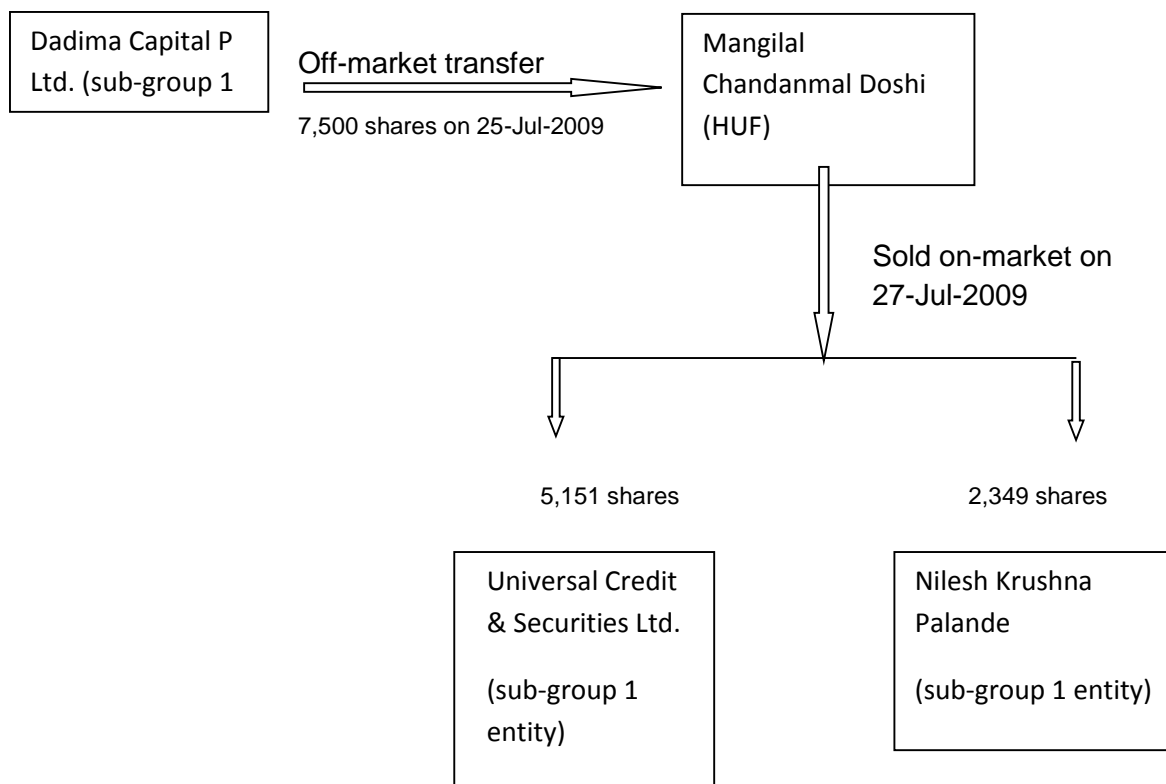 Dadima Capital P
Ltd. (sub-group 1
Off-market transfer
7,500 shares on 25-Jul-2009
Mangilal
Chandanmal Doshi
(HUF)
Sold on-market on
27-Jul-2009
5,151 shares
2,349 shares
Universal Credit
& Securities Ltd.
(sub-group 1
entity)
Nilesh Krushna
Palande
(sub-group 1 entity)